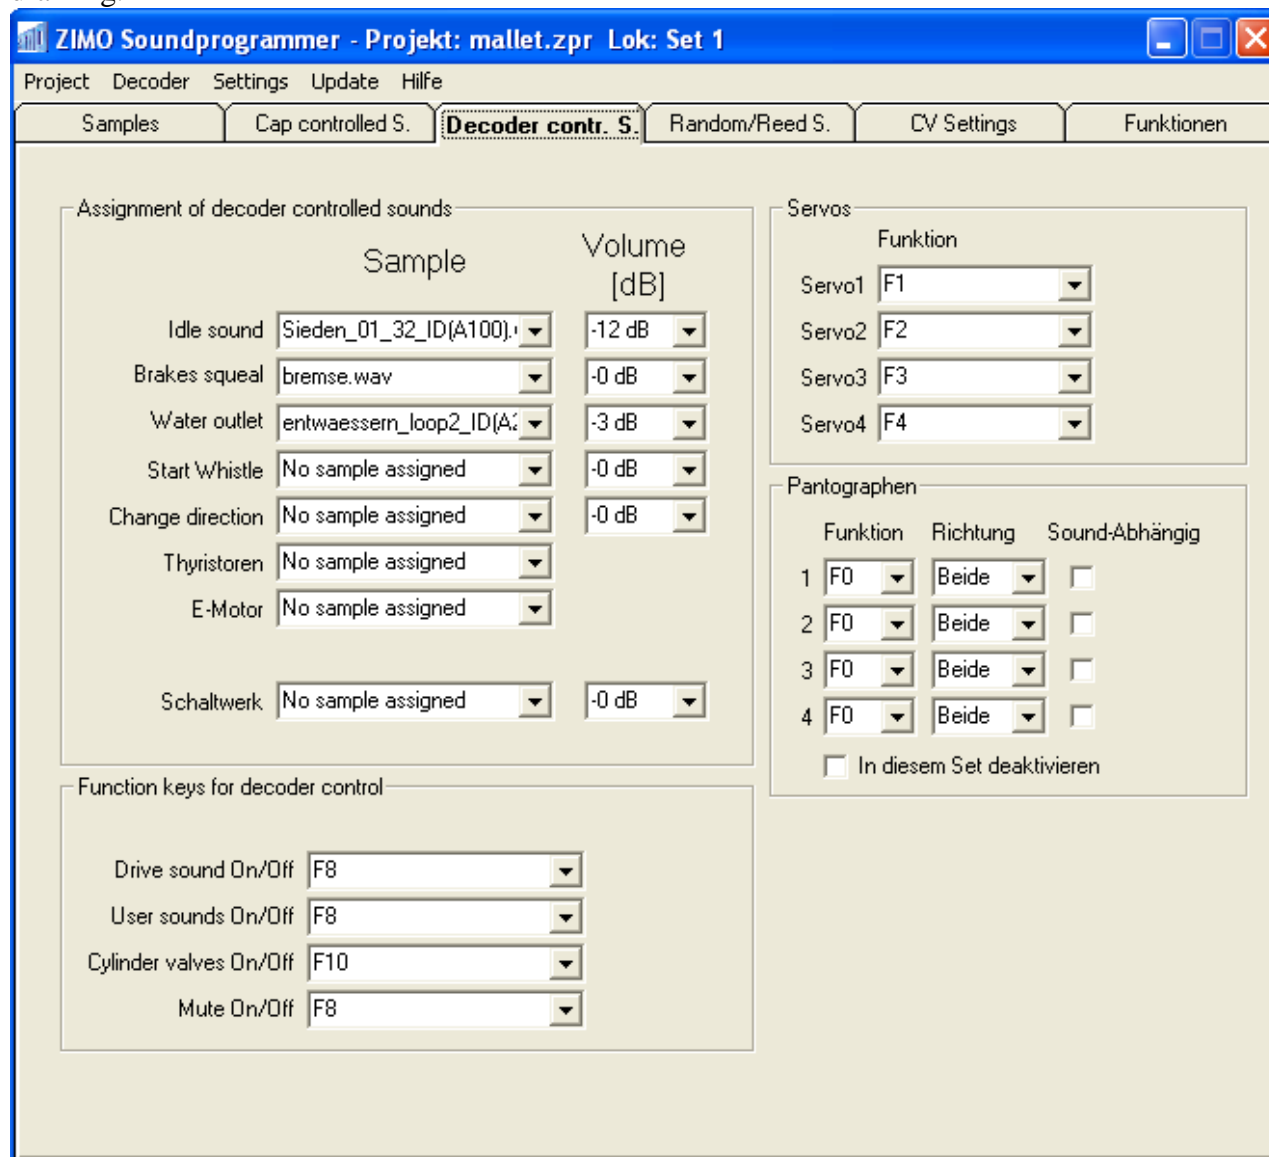 ZIMO Soundprogrammer - Projekt: mallet.zpr Lok: Set 1
Project Decoder Settings Update Hilfe
Samples Cap controlled S. Decoder contr. S. Random/Reed S. CV Settings Funktionen
Assignment of decoder controlled sounds
Sample Volume
[dB]
Idle sound Sieden_01_32_ID(A100). -12 dB
Brakes squeal bremse.wav -0 dB
Water outlet entwaessern_loop2_ID(A -3 dB
Start Whistle No sample assigned -0 dB
Change direction No sample assigned -0 dB
Thyristoren No sample assigned
E-Motor No sample assigned
Schaltwerk No sample assigned -0 dB
Function keys for decoder control
Drive sound On/Off F8
User sounds On/Off F8
Cylinder valves On/Off F10
Mute On/Off F8
Servos
Funktion
Servo1 F1
Servo2 F2
Servo3 F3
Servo4 F4
Pantographen
Funktion Richtung Sound-Abhängig
1 F0 Beide
2 F0 Beide
3 F0 Beide
4 F0 Beide
In diesem Set deaktivieren